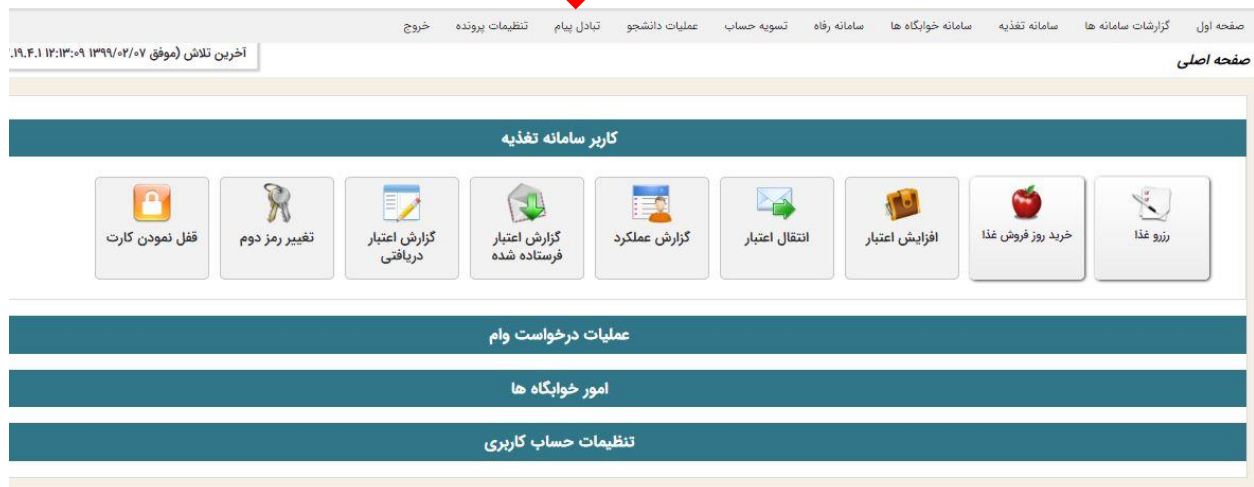 صفحه اول گزارشات سامانه ها سامانه تغذیه سامانه خوابگاه ها سامانه رفاه تسویه حساب عملیات دانشجو تبادل پیام تنظیمات پرونده خروج
آخرین تلاش (موفق ۱۳۹۹/۰۲/۰۷ ۱۲:۱۳:۰۹ ۱۹.۴.۱.
صفحه اصلی
کاربر سامانه تغذیه
رزرو غذا
خرید روز فروش غذا
افزایش اعتبار
انتقال اعتبار
گزارش عملکرد
گزارش اعتبار
فرستاده شده
گزارش اعتبار
دریافتی
تغییر رمز دوم
قفل نمودن کارت
عملیات درخواست وام
امور خوابگاه ها
تنظیمات حساب کاربری